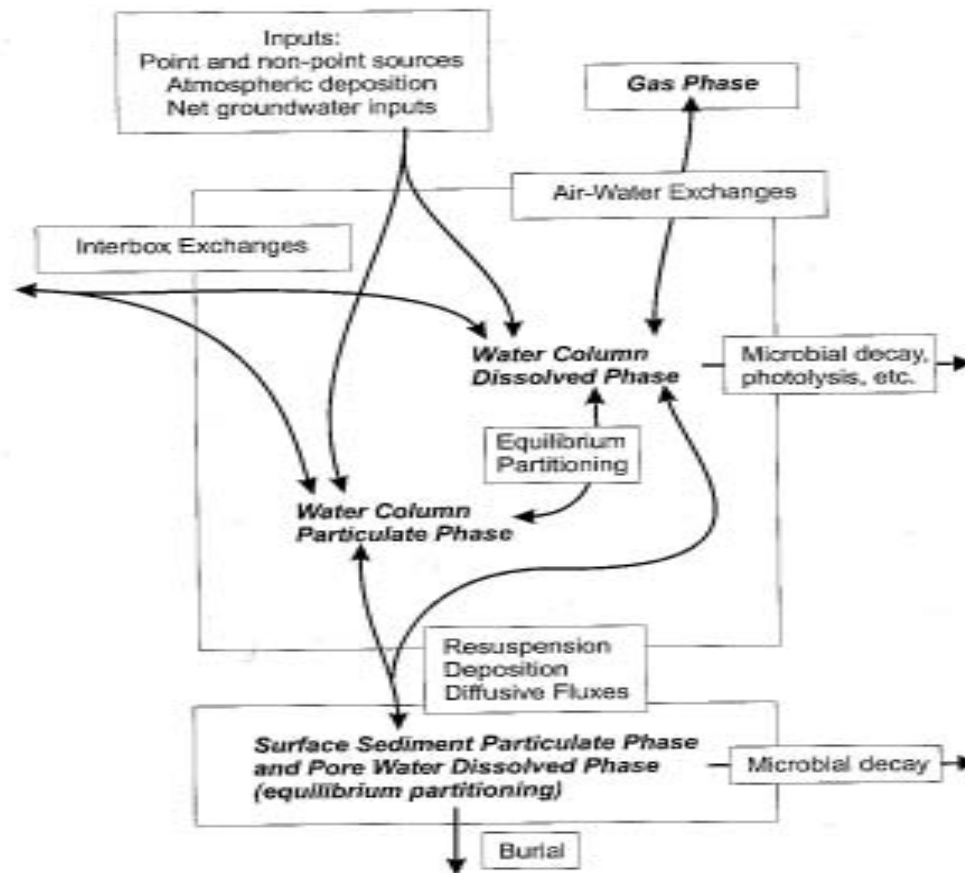 Inputs:
Point and non-point sources
Atmospheric deposition
Net groundwater inputs
Gas Phase
Air-Water Exchanges
Interbox Exchanges
Water Column
Dissolved Phase
Microbial decay,
photolysis, etc.
Equilibrium
Partitioning
Water Column
Particulate Phase
Resuspension
Deposition
Diffusive Fluxes
Surface Sediment Particulate Phase
and Pore Water Dissolved Phase
(equilibrium partitioning)
Microbial decay
Burial